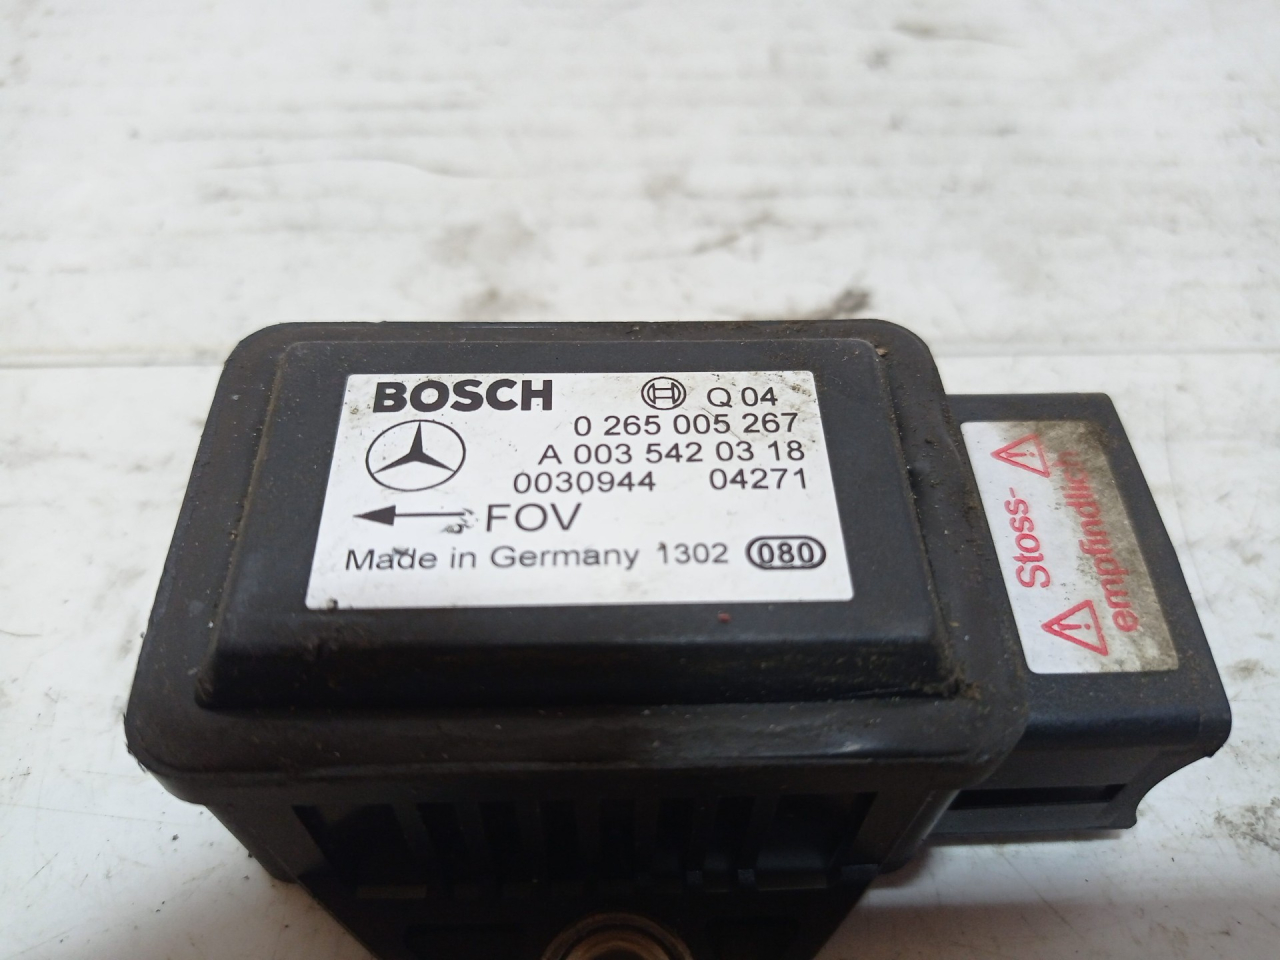 BOSCH Q 04
0 265 005 267
A 003 542 03 18
0030944 04271
FOV
Made in Germany 1302 080
Stoss-
empfindlich